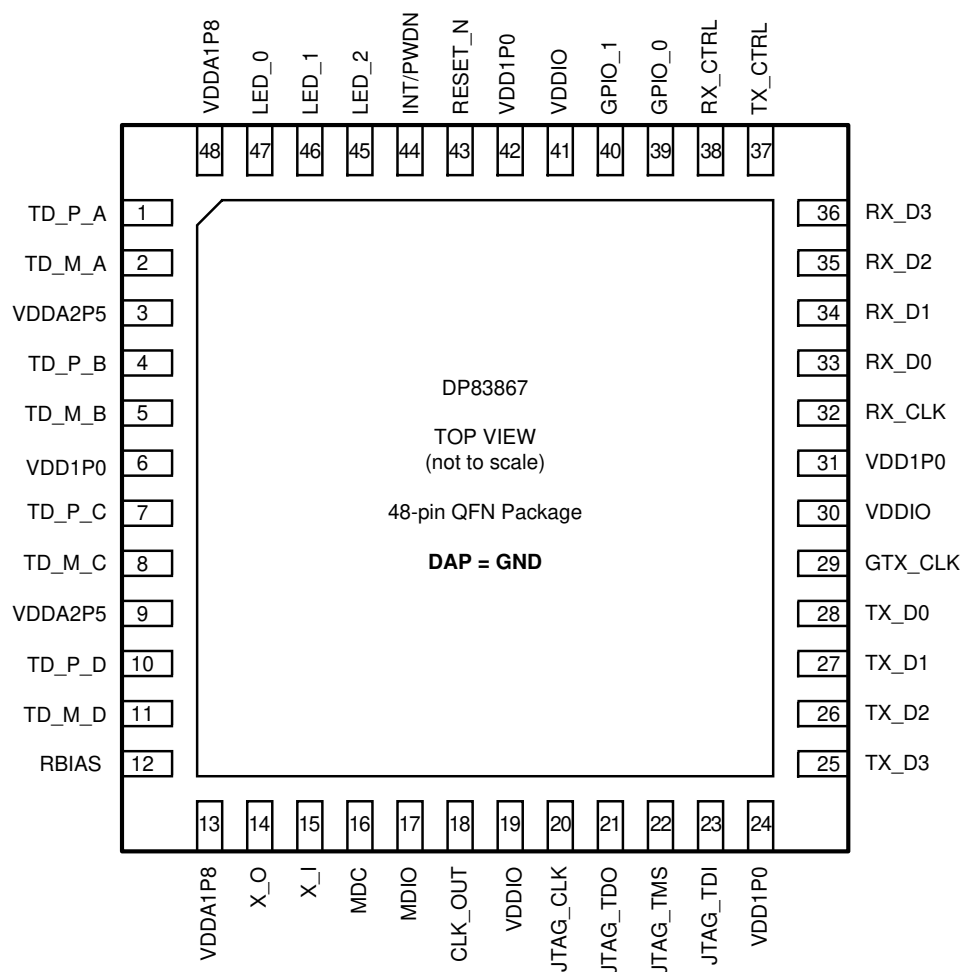 VDDA1P8
LED_0
LED_1
LED_2
INT/PWDN
RESET_N
VDD1P0
VDDIO
GPIO_1
GPIO_0
RX_CTRL
TX_CTRL
48 47 46 45 44 43 42 41 40 39 38 37
TD_P_A 1
TD_M_A 2
VDDA2P5 3
TD_P_B 4
TD_M_B 5
VDD1P0 6
TD_P_C 7
TD_M_C 8
VDDA2P5 9
TD_P_D 10
TD_M_D 11
RBIAS 12
DP83867
TOP VIEW
(not to scale)
48-pin QFN Package
DAP = GND
36 RX_D3
35 RX_D2
34 RX_D1
33 RX_D0
32 RX_CLK
31 VDD1P0
30 VDDIO
29 GTX_CLK
28 TX_D0
27 TX_D1
26 TX_D2
25 TX_D3
13 14 15 16 17 18 19 20 21 22 23 24
VDDA1P8
X_O
X_I
MDC
MDIO
CLK_OUT
VDDIO
JTAG_CLK
JTAG_TDO
JTAG_TMS
JTAG_TDI
VDD1P0